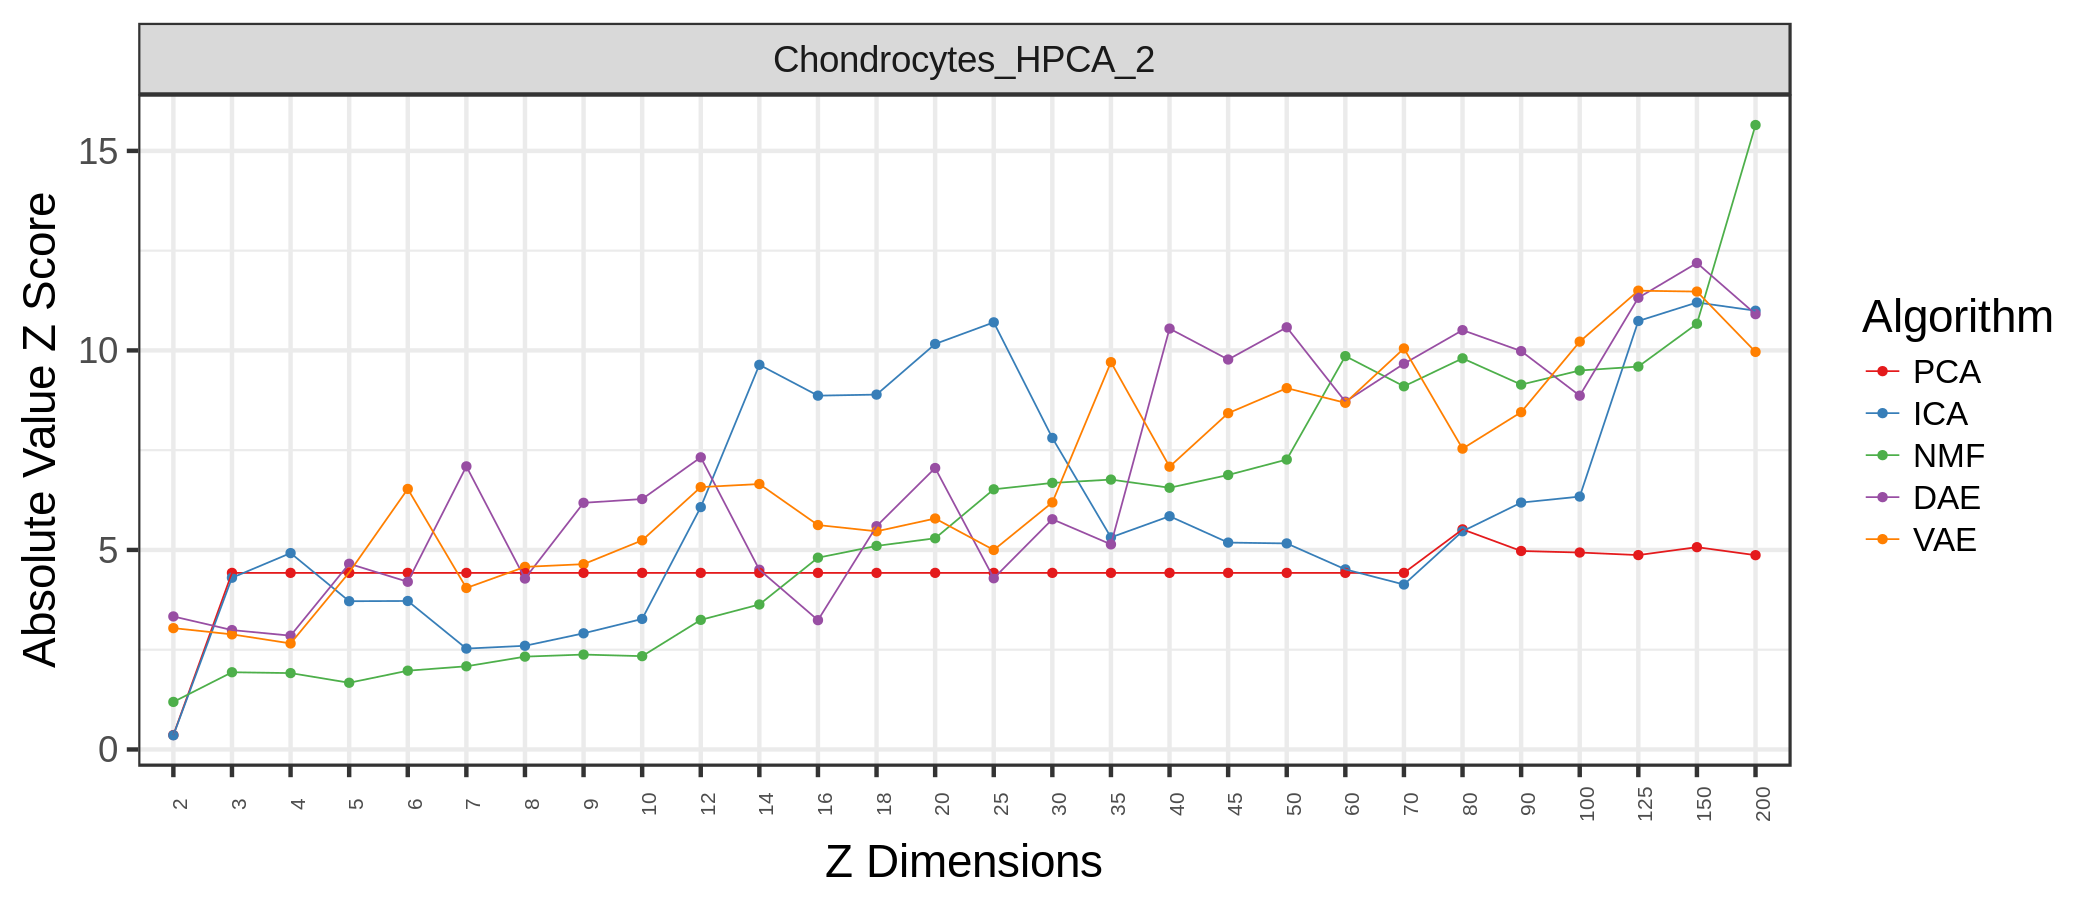 Chondrocytes_HPCA_2
Absolute Value Z Score
15
10
5
0
2 3 4 5 6 7 8 9 10 12 14 16 18 20 25 30 35 40 45 50 60 70 80 90 100 125 150 200
Z Dimensions
Algorithm
PCA
ICA
NMF
DAE
VAE